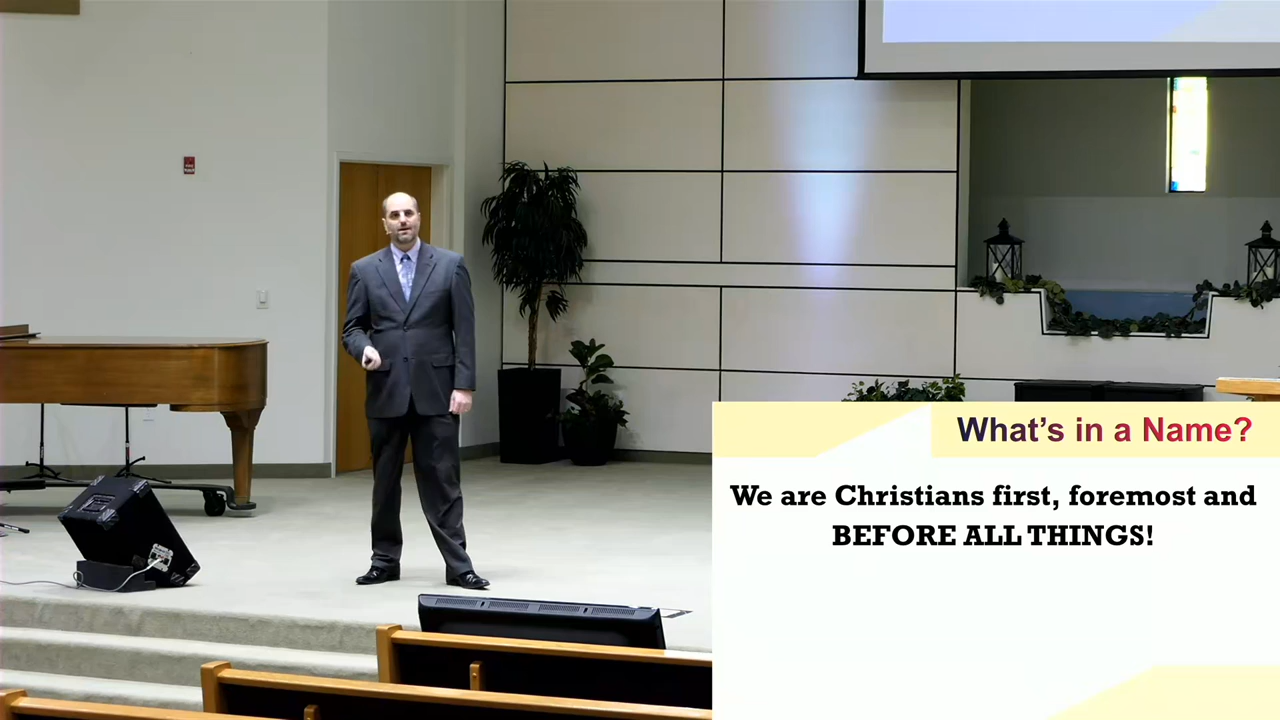 What's in a Name?
We are Christians first, foremost and
BEFORE ALL THINGS!